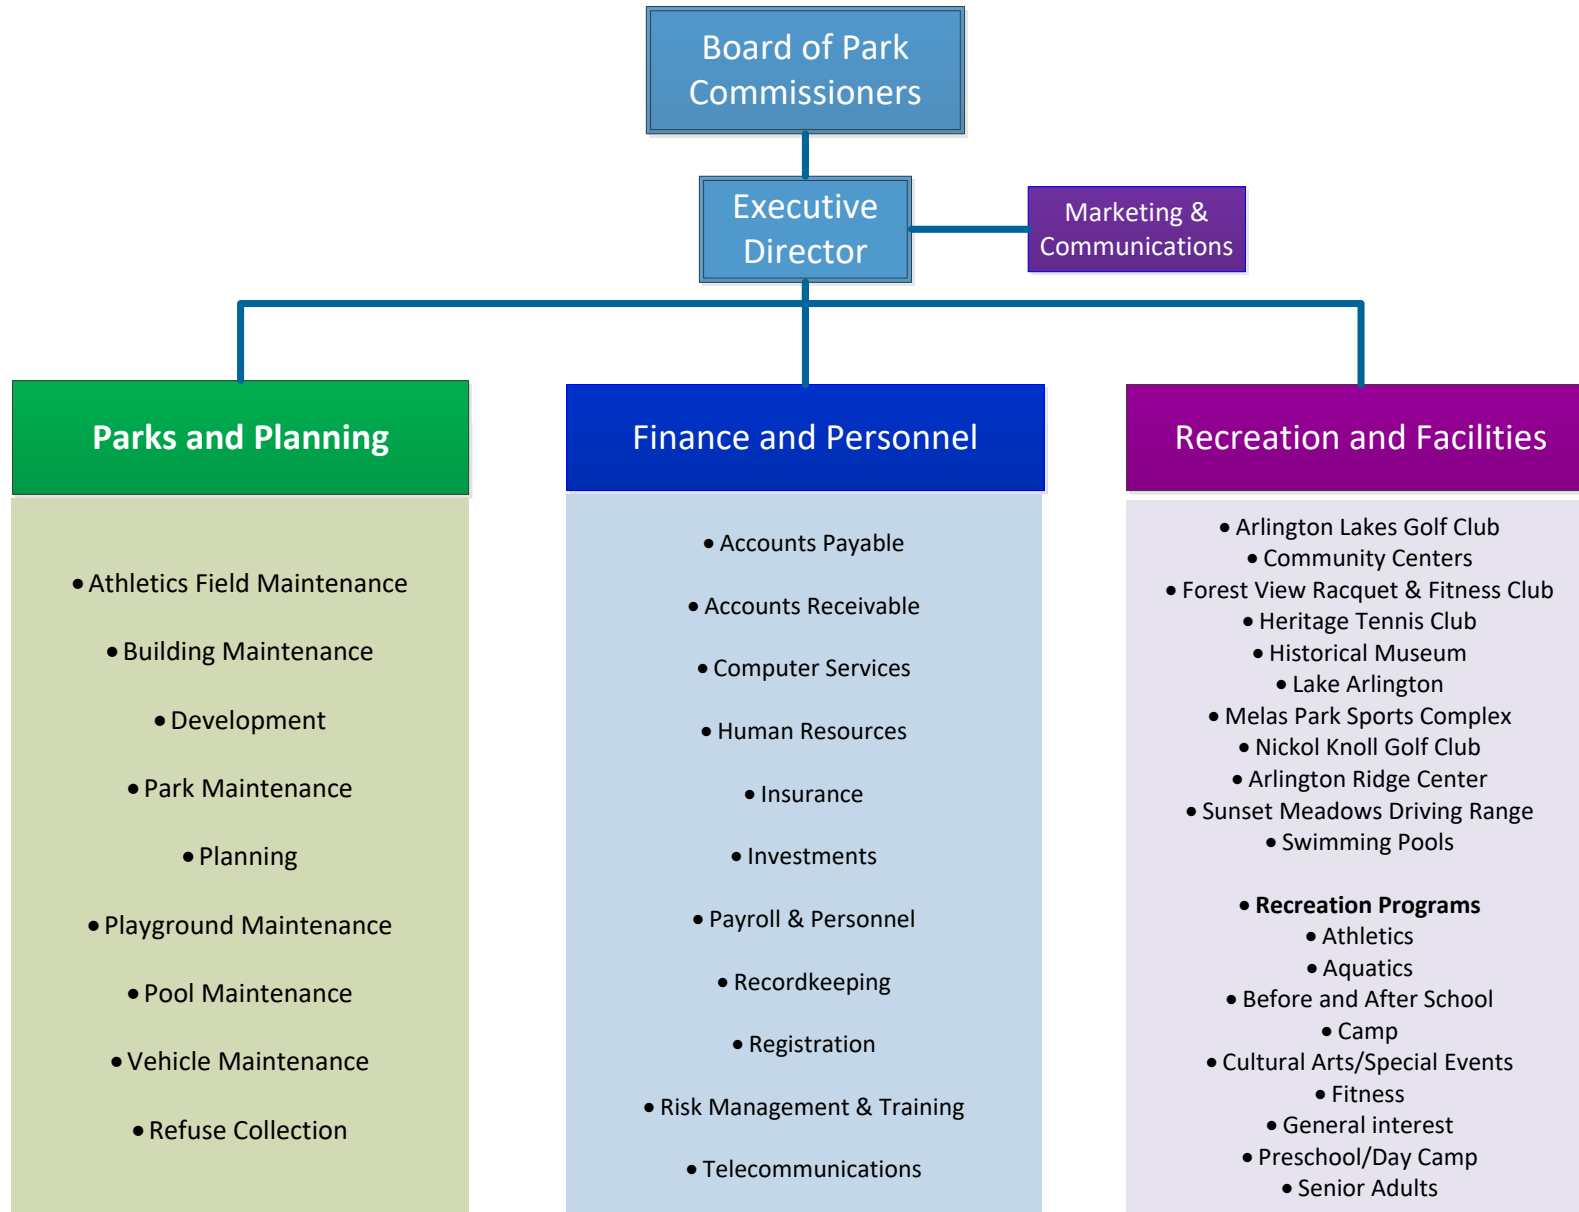 Board of Park
Commissioners
Executive
Director
Marketing &
Communications
Parks and Planning
• Athletics Field Maintenance
• Building Maintenance
• Development
• Park Maintenance
• Planning
• Playground Maintenance
• Pool Maintenance
• Vehicle Maintenance
• Refuse Collection
Finance and Personnel
• Accounts Payable
• Accounts Receivable
• Computer Services
• Human Resources
• Insurance
• Investments
• Payroll & Personnel
• Recordkeeping
• Registration
• Risk Management & Training
• Telecommunications
Recreation and Facilities
• Arlington Lakes Golf Club
• Community Centers
• Forest View Racquet & Fitness Club
• Heritage Tennis Club
• Historical Museum
• Lake Arlington
• Melas Park Sports Complex
• Nickol Knoll Golf Club
• Arlington Ridge Center
• Sunset Meadows Driving Range
• Swimming Pools
• Recreation Programs
• Athletics
• Aquatics
• Before and After School
• Camp
• Cultural Arts/Special Events
• Fitness
• General interest
• Preschool/Day Camp
• Senior Adults